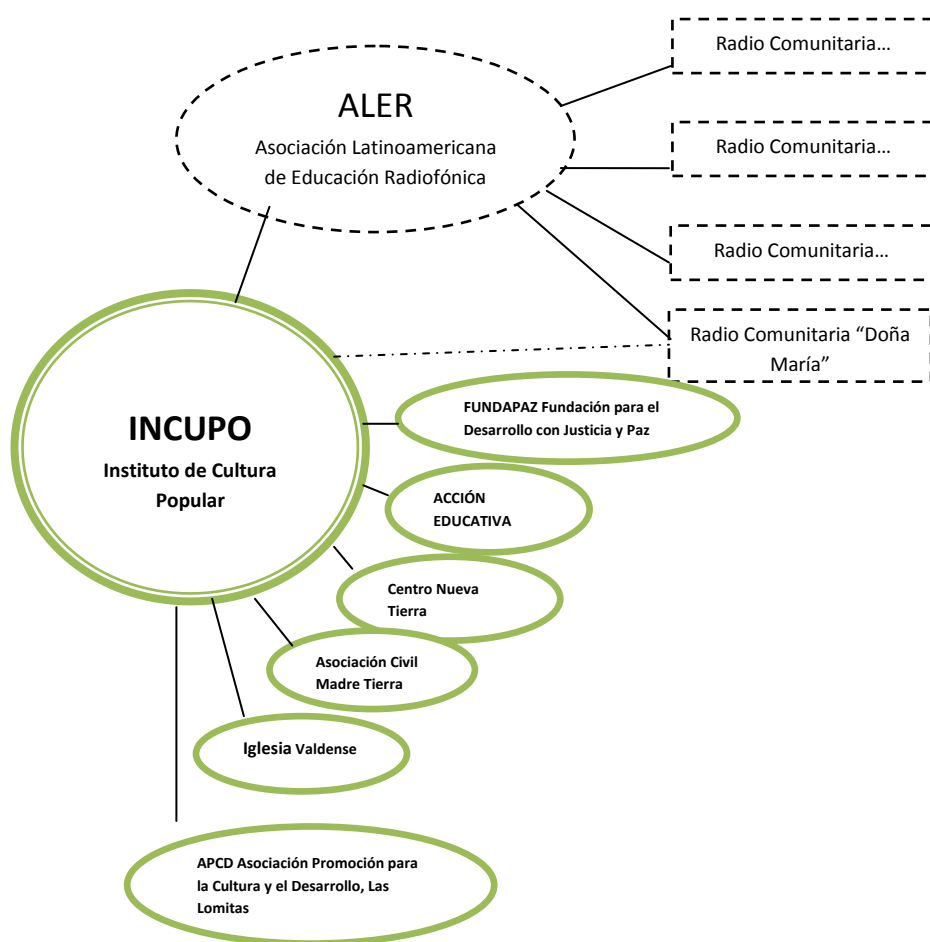 Radio Comunitaria...
ALER
Asociación Latinoamericana
de Educación Radiofónica
Radio Comunitaria...
Radio Comunitaria...
Radio Comunitaria “Doña
María”
INCUPO
Instituto de Cultura
Popular
FUNDAPAZ Fundación para el
Desarrollo con Justicia y Paz
ACCIÓN
EDUCATIVA
Centro Nueva
Tierra
Asociación Civil
Madre Tierra
Iglesia Valdense
APCD Asociación Promoción para
la Cultura y el Desarrollo, Las
Lomitas